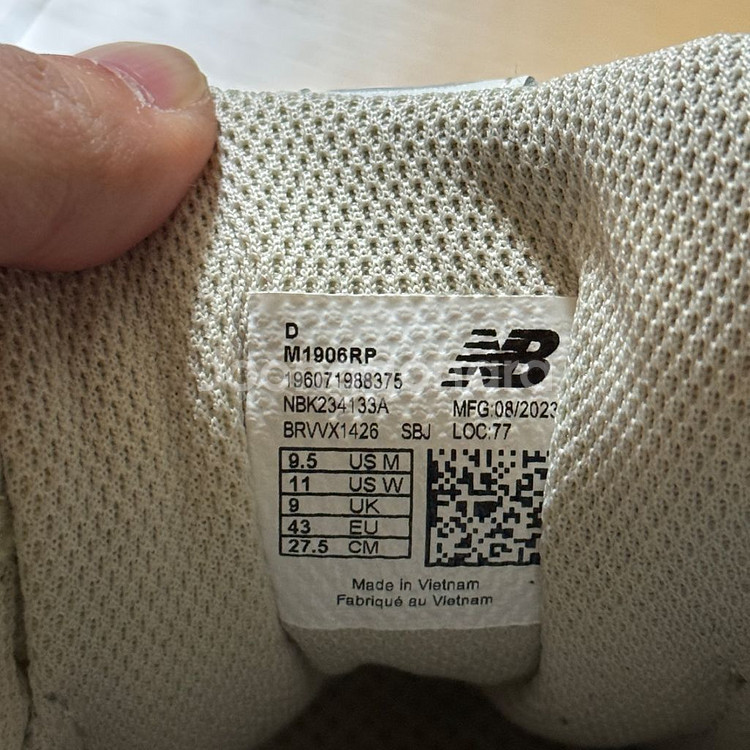 D
M1906RP
196071988375
NBK234133A
BRVVX1426 SBJ
NB
MFG:08/2023
LOC:77
9.5 US M
11 US W
9 UK
43 EU
27.5 CM
Made in Vietnam
Fabriqué au Vietnam